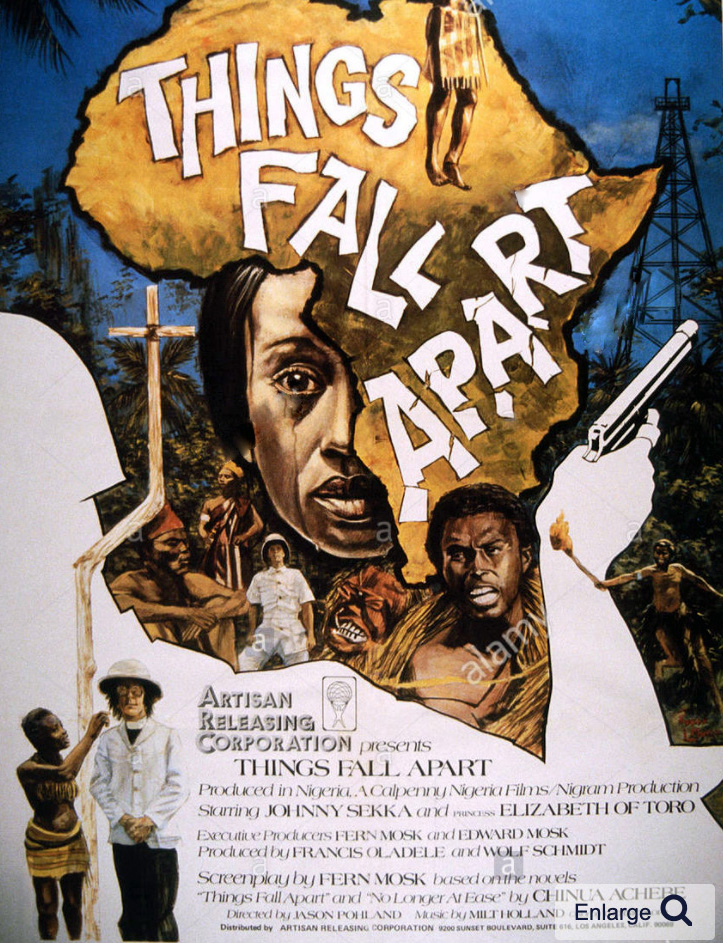 THINGS
FALL
APART
ARTISAN
RELEASING
CORPORATION presents
THINGS FALL APART
Produced in Nigeria, A Calpenny Nigeria Films/Nigram Production
Starring JOHNNY SEKKA and PRINCESS ELIZABETH OF TORO
Executive Producers FERN MOSK and EDWARD MOSK
Produced by FRANCIS OLADELE and WOLF SCHMIDT
Screenplay by FERN MOSK based on the novels
"Things Fall Apart" and "No Longer At Ease" by CHINUA ACHEBE
Directed by JASON POHLAND Music by MILT HOLLAND
Distributed by ARTISAN RELEASING CORPORATION 9200 SUNSET BOULEVARD, SUITE 616, LOS ANGELES, CALIF. 90069
Enlarge
alamy
a